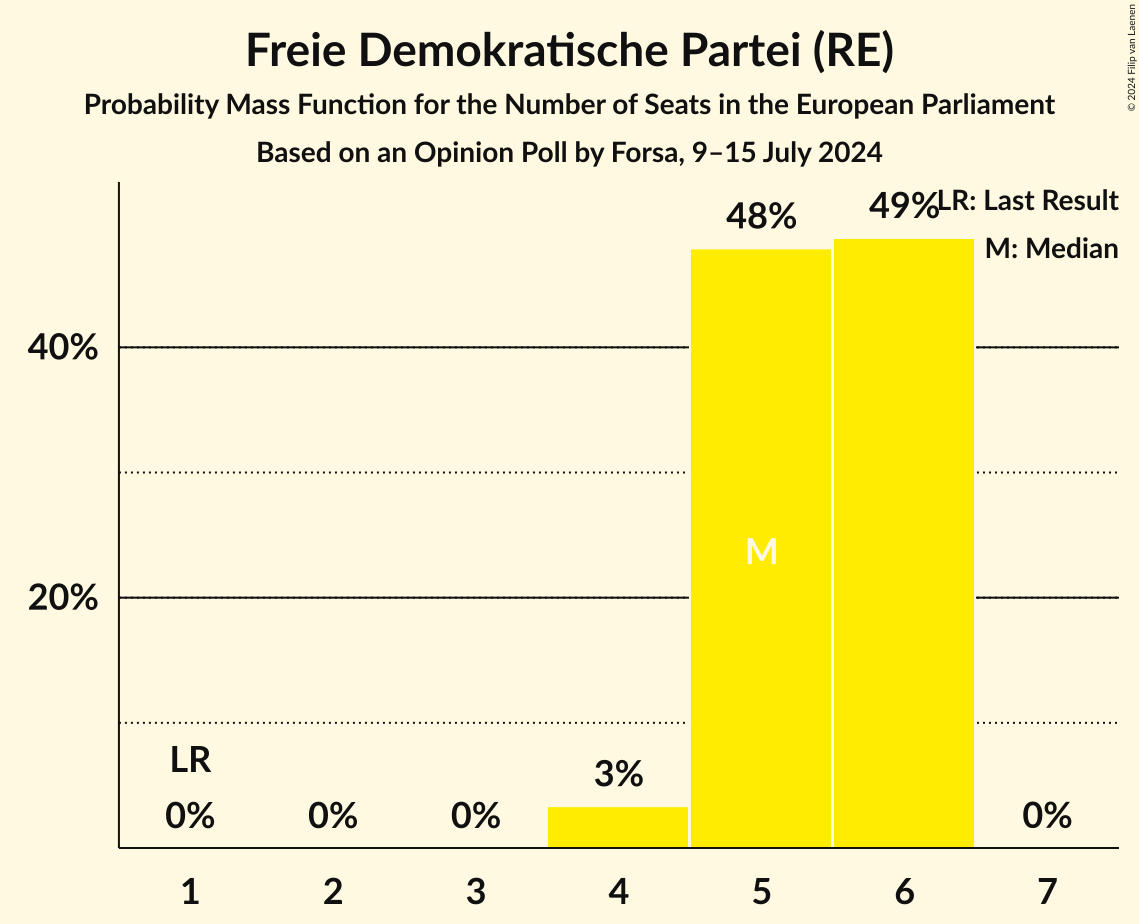 Freie Demokratische Partei (RE)
Probability Mass Function for the Number of Seats in the European Parliament
Based on an Opinion Poll by Forsa, 9–15 July 2024
© 2024 Filip van Laenen
LR: Last Result
M: Median
48%
49%
40%
M
20%
LR
3%
0%
0%
0%
0%
1 2 3 4 5 6 7